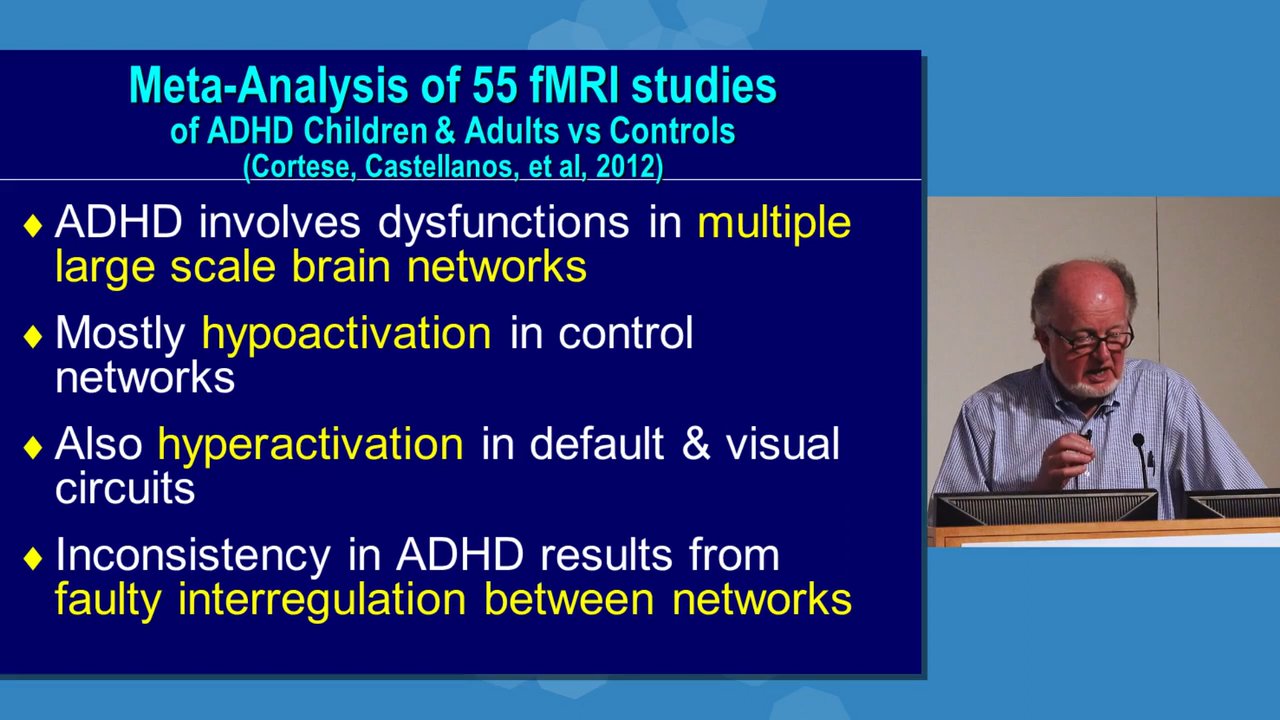 Meta-Analysis of 55 fMRI studies
of ADHD Children & Adults vs Controls
(Cortese, Castellanos, et al, 2012)
♦ ADHD involves dysfunctions in multiple
large scale brain networks
♦ Mostly hypoactivation in control
networks
♦ Also hyperactivation in default & visual
circuits
♦ Inconsistency in ADHD results from
faulty interregulation between networks